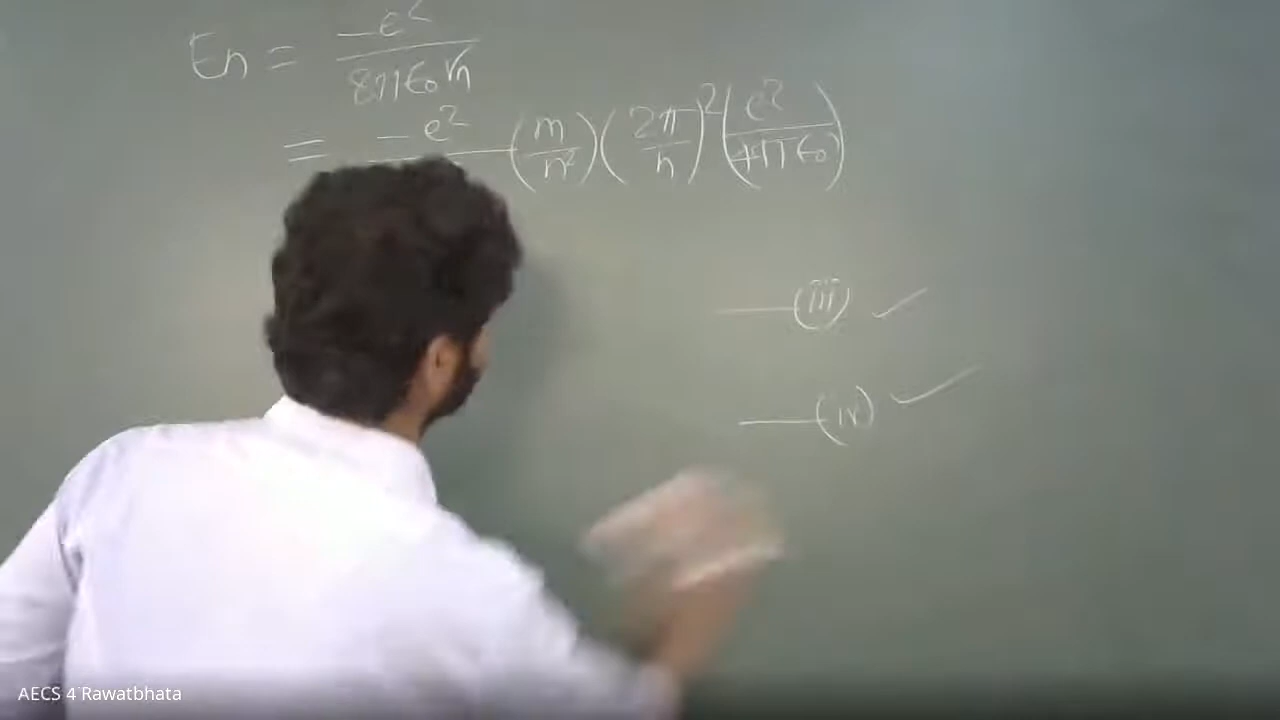 En = -e² / 8πε₀rn
= -e² (m/n²) (2π/h)² (e²/4πε₀)
(iii) ✓
(iv) ✓
AECS 4 Rawatbhata